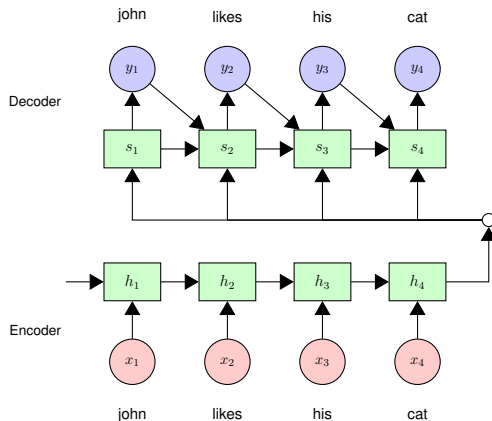 john likes his cat
y₁ y₂ y₃ y₄
Decoder
s₁ s₂ s₃ s₄
h₁ h₂ h₃ h₄
Encoder
x₁ x₂ x₃ x₄
john likes his cat